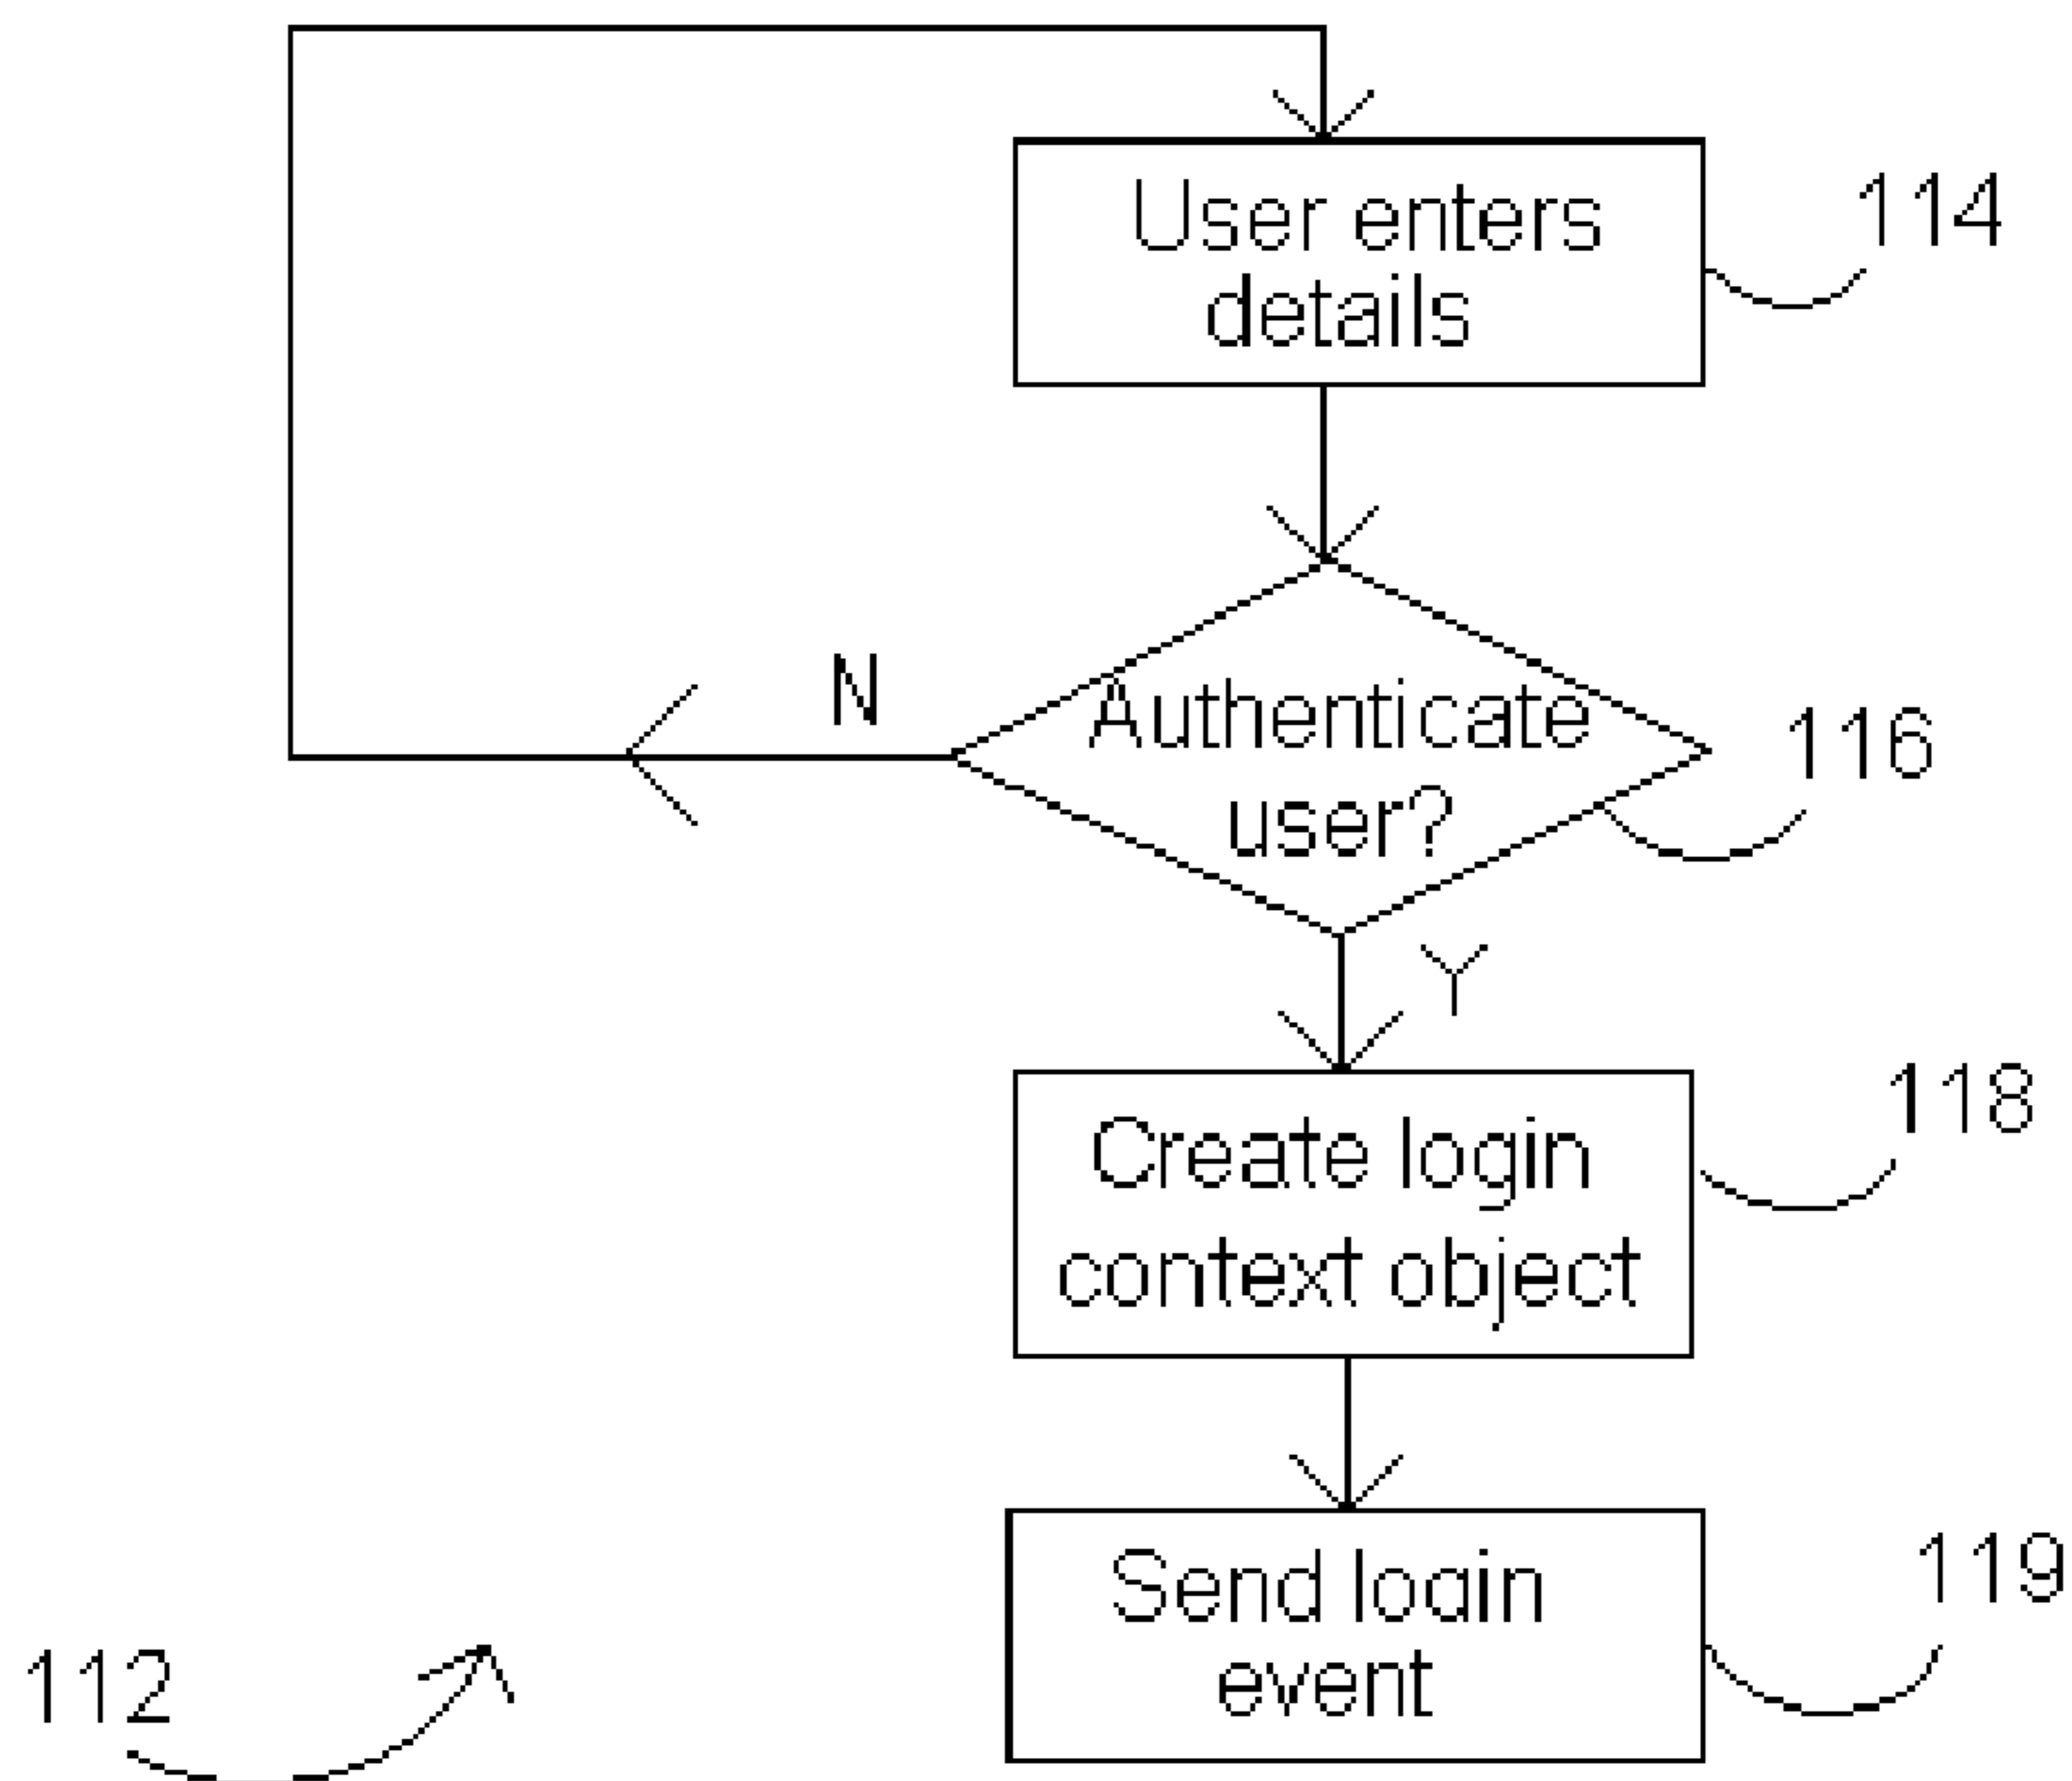 User enters
details
114
N
Authenticate
user?
116
Y
Create login
context object
118
Send login
event
119
112